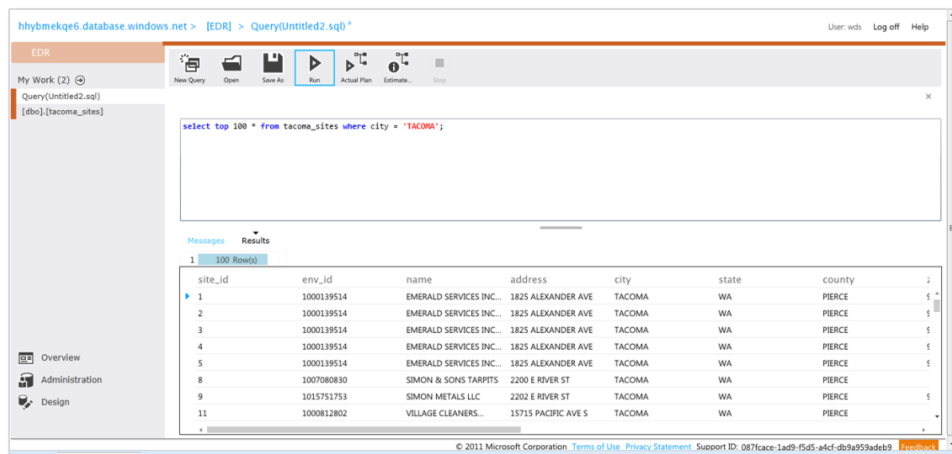 hhybmekqe6.database.windows.net > [EDR] > Query(Untitled2.sql) *
User: wds Log off Help
EDR
My Work (2)
Query(Untitled2.sql)
[dbo].[tacoma_sites]
New Query Open Save As Run Actual Plan Estimate... Stop
select top 100 * from tacoma_sites where city = 'TACOMA';
Messages Results
1 100 Row(s)
site_id env_id name address city state county
1 1000139514 EMERALD SERVICES INC... 1825 ALEXANDER AVE TACOMA WA PIERCE
2 1000139514 EMERALD SERVICES INC... 1825 ALEXANDER AVE TACOMA WA PIERCE
3 1000139514 EMERALD SERVICES INC... 1825 ALEXANDER AVE TACOMA WA PIERCE
4 1000139514 EMERALD SERVICES INC... 1825 ALEXANDER AVE TACOMA WA PIERCE
5 1000139514 EMERALD SERVICES INC... 1825 ALEXANDER AVE TACOMA WA PIERCE
8 1007080830 SIMON & SONS TARPITS 2200 E RIVER ST TACOMA WA PIERCE
9 1015751753 SIMON METALS LLC 2202 E RIVER ST TACOMA WA PIERCE
11 1000812802 VILLAGE CLEANERS... 15715 PACIFIC AVE S TACOMA WA PIERCE
Overview
Administration
Design
© 2011 Microsoft Corporation Terms of Use Privacy Statement Support ID: 087fcace-1ad9-f5d5-a4cf-db9a959adeb9 Feedback